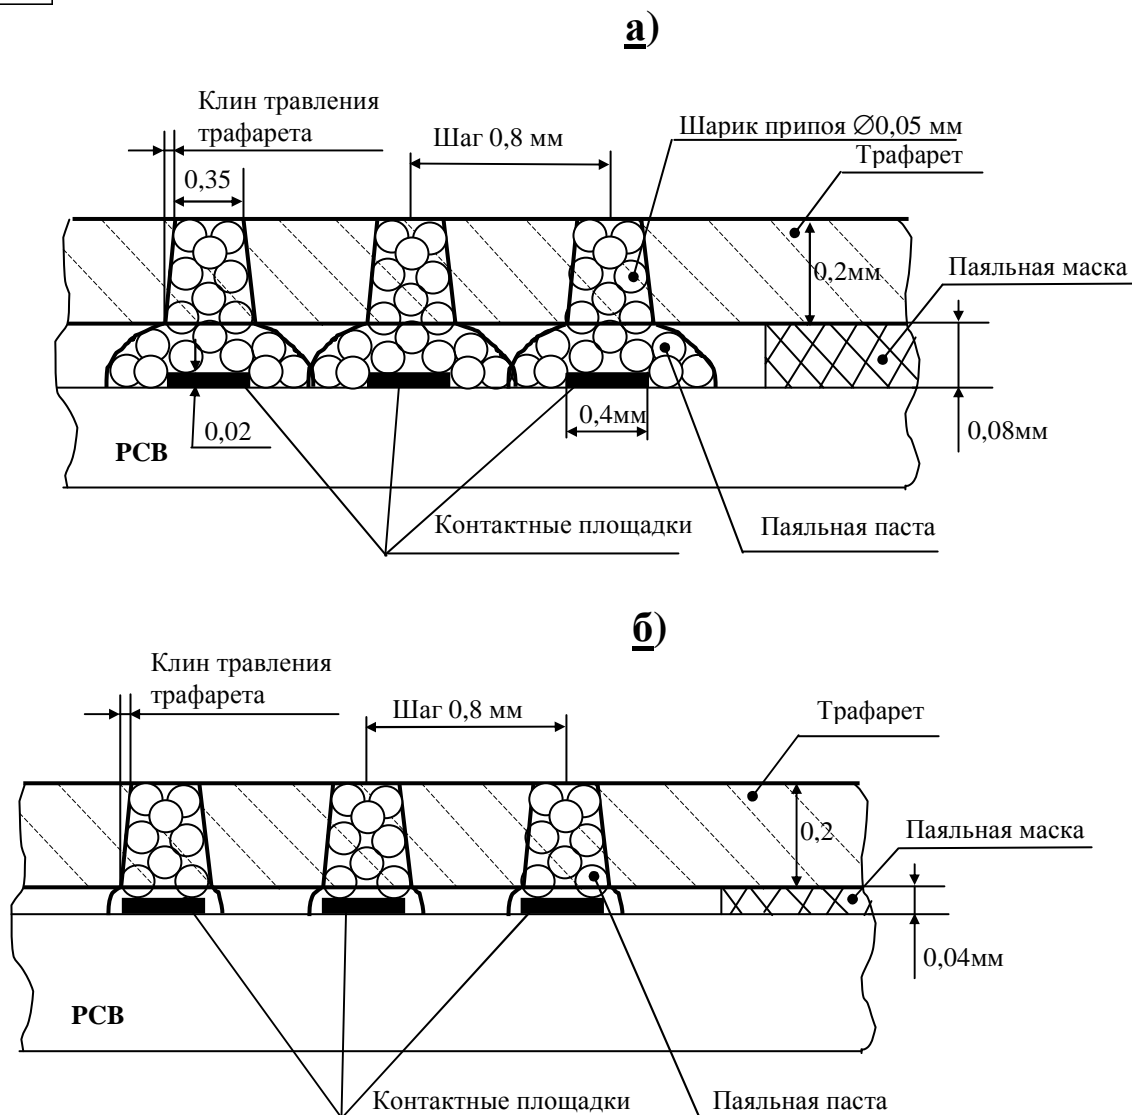 а)
Клин травления
трафарета
Шаг 0,8 мм
Шарик припоя ∅0,05 мм
Трафарет
0,35
0,2мм
Паяльная маска
0,02
0,4мм
0,08мм
PCB
Контактные площадки
Паяльная паста
б)
Клин травления
трафарета
Шаг 0,8 мм
Трафарет
0,2
Паяльная маска
0,04мм
PCB
Контактные площадки
Паяльная паста